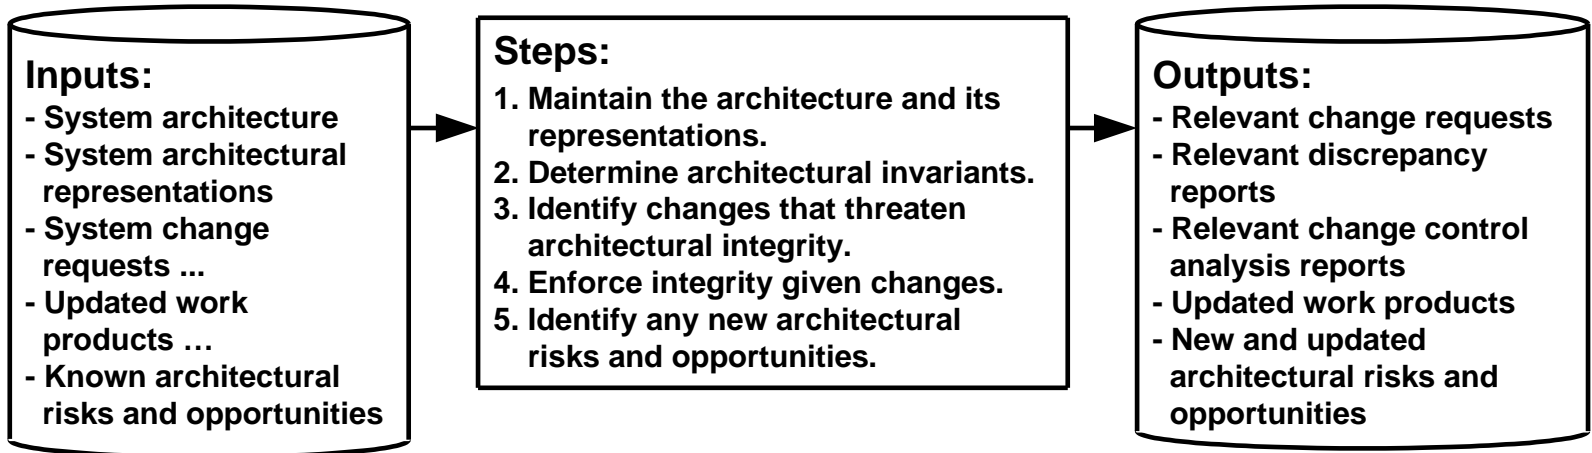 Inputs:
- System architecture
- System architectural
representations
- System change
requests ...
- Updated work
products …
- Known architectural
risks and opportunities
Steps:
1. Maintain the architecture and its
representations.
2. Determine architectural invariants.
3. Identify changes that threaten
architectural integrity.
4. Enforce integrity given changes.
5. Identify any new architectural
risks and opportunities.
Outputs:
- Relevant change requests
- Relevant discrepancy
reports
- Relevant change control
analysis reports
- Updated work products
- New and updated
architectural risks and
opportunities